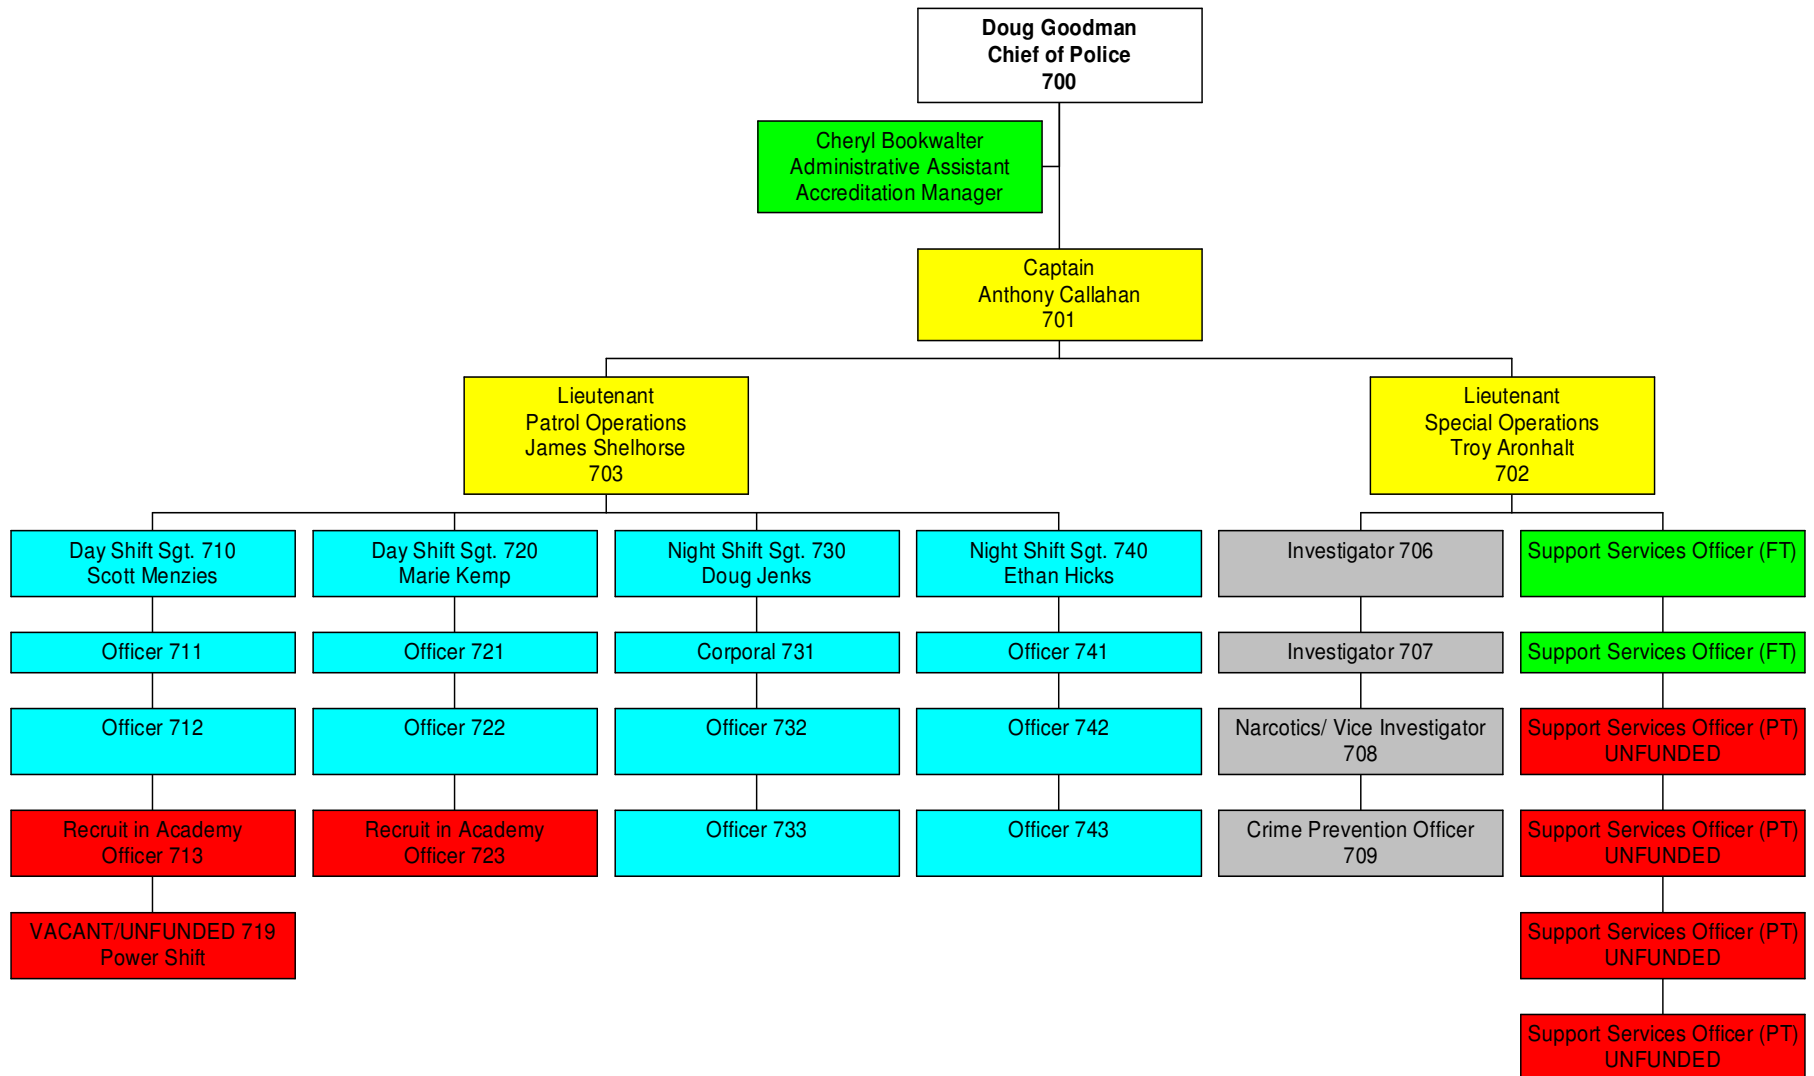 Doug Goodman
Chief of Police
700
Cheryl Bookwalter
Administrative Assistant
Accreditation Manager
Captain
Anthony Callahan
701
Lieutenant
Patrol Operations
James Shelhorse
703
Lieutenant
Special Operations
Troy Aronhalt
702
Day Shift Sgt. 710
Scott Menzies
Day Shift Sgt. 720
Marie Kemp
Night Shift Sgt. 730
Doug Jenks
Night Shift Sgt. 740
Ethan Hicks
Investigator 706
Support Services Officer (FT)
Officer 711
Officer 721
Corporal 731
Officer 741
Investigator 707
Support Services Officer (FT)
Officer 712
Officer 722
Officer 732
Officer 742
Narcotics/ Vice Investigator
708
Support Services Officer (PT)
UNFUNDED
Recruit in Academy
Officer 713
Recruit in Academy
Officer 723
Officer 733
Officer 743
Crime Prevention Officer
709
Support Services Officer (PT)
UNFUNDED
VACANT/UNFUNDED 719
Power Shift
Support Services Officer (PT)
UNFUNDED
Support Services Officer (PT)
UNFUNDED